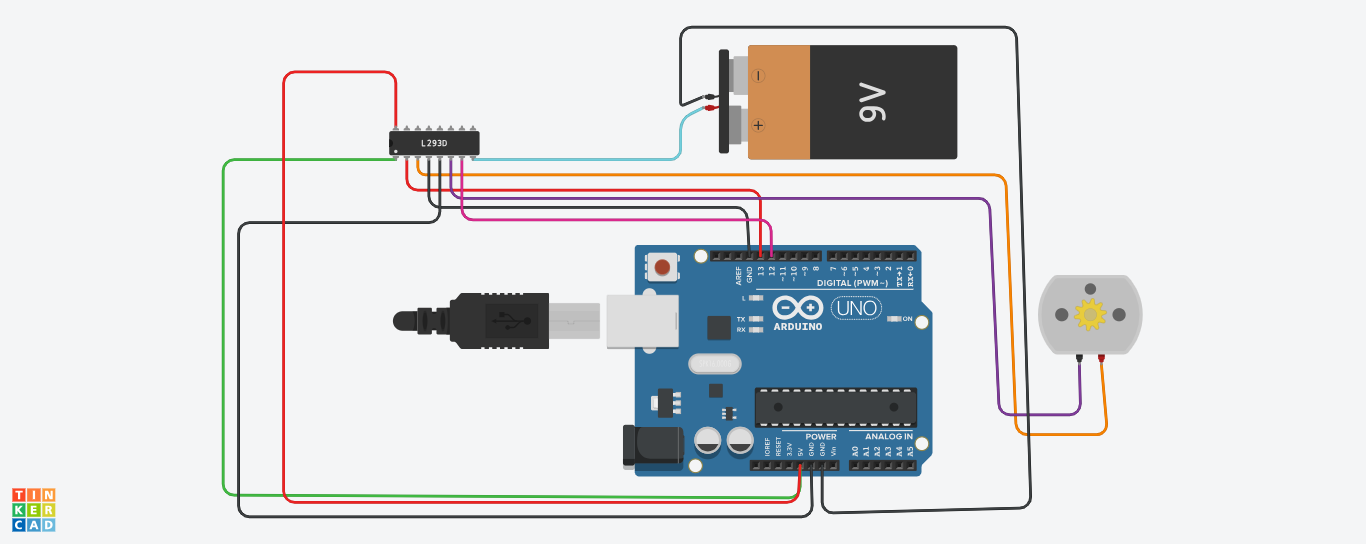 9V
L293D
AREF
GND
13
12
~11
~10
~9
8
7
~6
~5
4
~3
2
TX→1
RX←0
DIGITAL (PWM~)
L
TX
RX
ARDUINO
UNO
ON
IOREF
RESET
3.3V
5V
GND
GND
Vin
POWER
ANALOG IN
A0
A1
A2
A3
A4
A5
TIN
KER
CAD